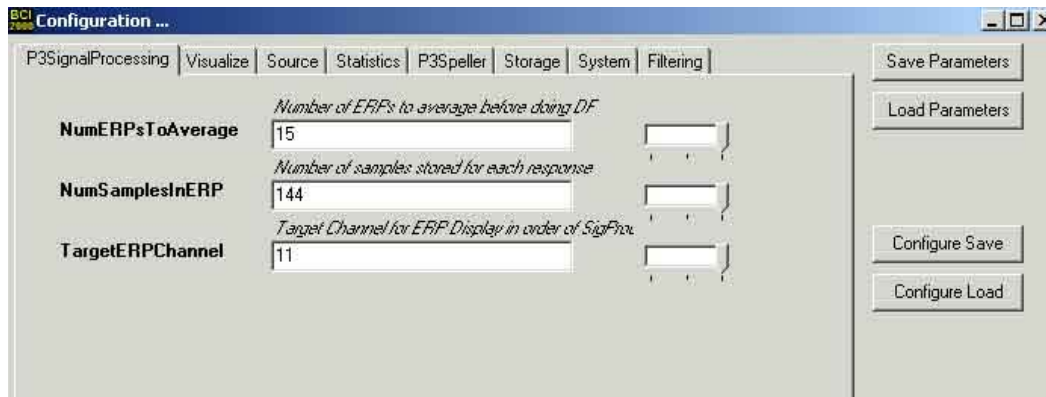 BCI 2000 Configuration ...
P3SignalProcessing Visualize Source Statistics P3Speller Storage System Filtering
Save Parameters
Load Parameters
Number of ERPs to average before doing DF
NumERPsToAverage 15
Number of samples stored for each response
NumSamplesInERP 144
Target Channel for ERP Display in order of SigProc
TargetERPChannel 11
Configure Save
Configure Load